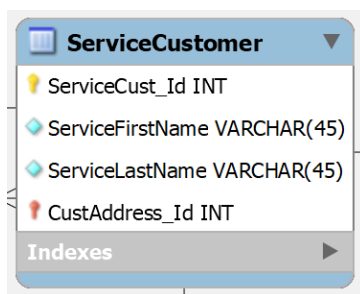 ServiceCustomer
ServiceCust_Id INT
ServiceFirstName VARCHAR(45)
ServiceLastName VARCHAR(45)
CustAddress_Id INT
Indexes